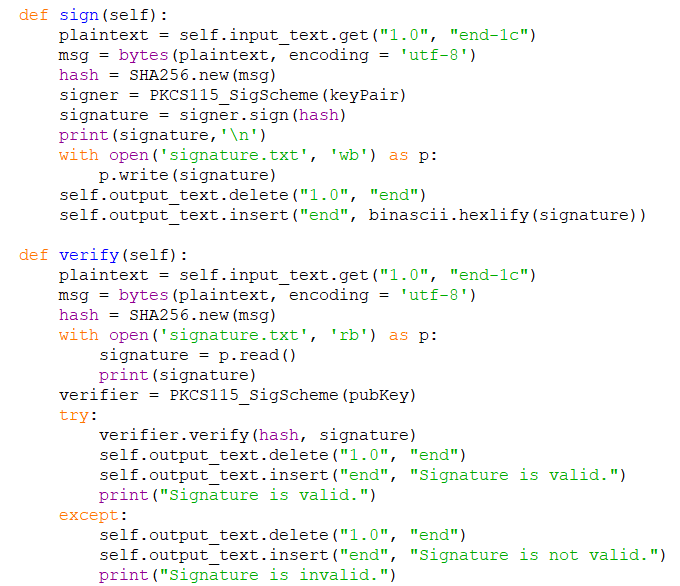 def sign(self):
    plaintext = self.input_text.get("1.0", "end-1c")
    msg = bytes(plaintext, encoding = 'utf-8')
    hash = SHA256.new(msg)
    signer = PKCS115_SigScheme(keyPair)
    signature = signer.sign(hash)
    print(signature,'\n')
    with open('signature.txt', 'wb') as p:
        p.write(signature)
    self.output_text.delete("1.0", "end")
    self.output_text.insert("end", binascii.hexlify(signature))

def verify(self):
    plaintext = self.input_text.get("1.0", "end-1c")
    msg = bytes(plaintext, encoding = 'utf-8')
    hash = SHA256.new(msg)
    with open('signature.txt', 'rb') as p:
        signature = p.read()
        print(signature)
    verifier = PKCS115_SigScheme(pubKey)
    try:
        verifier.verify(hash, signature)
        self.output_text.delete("1.0", "end")
        self.output_text.insert("end", "Signature is valid.")
        print("Signature is valid.")
    except:
        self.output_text.delete("1.0", "end")
        self.output_text.insert("end", "Signature is not valid.")
        print("Signature is invalid.")